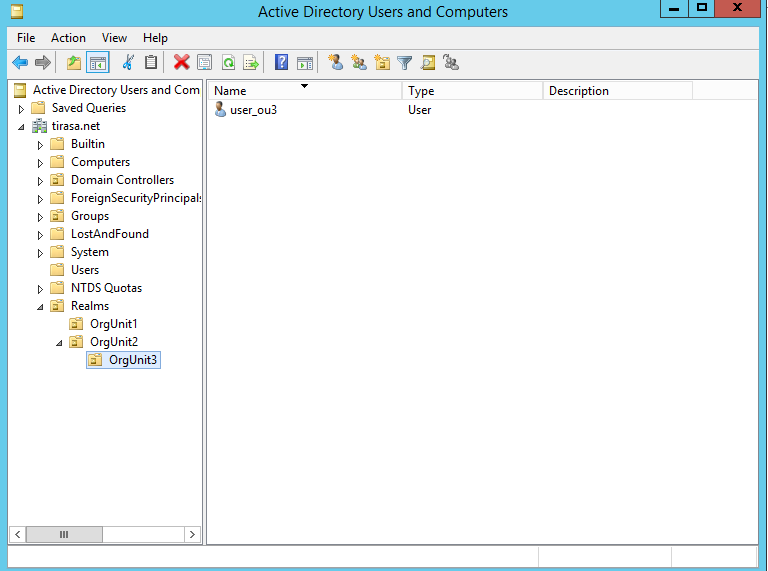 Active Directory Users and Computers
File Action View Help
Active Directory Users and Com
Saved Queries
tirasa.net
Builtin
Computers
Domain Controllers
ForeignSecurityPrincipals
Groups
LostAndFound
System
Users
NTDS Quotas
Realms
OrgUnit1
OrgUnit2
OrgUnit3
Name Type Description
user_ou3 User